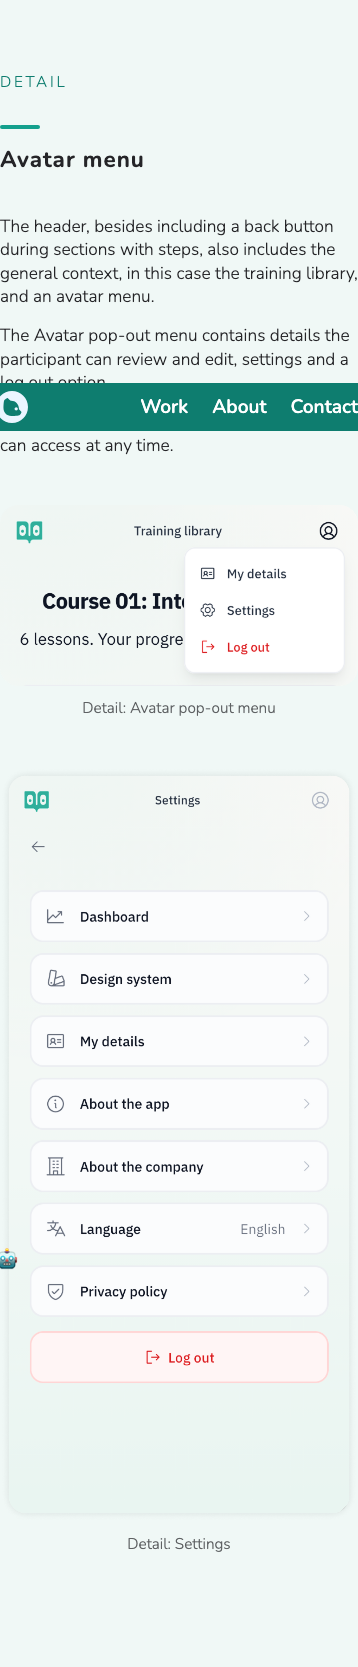 DETAIL
Avatar menu
The header, besides including a back button
during sections with steps, also includes the
general context, in this case the training library,
and an avatar menu.
The Avatar pop-out menu contains details the
participant can review and edit, settings and a
log out option
Work About Contact
can access at any time.
Training library
My details
Course 01: Int
Settings
6 lessons. Your progre
Log out
Detail: Avatar pop-out menu
Settings
Dashboard
Design system
My details
About the app
About the company
Language English
Privacy policy
Log out
Detail: Settings